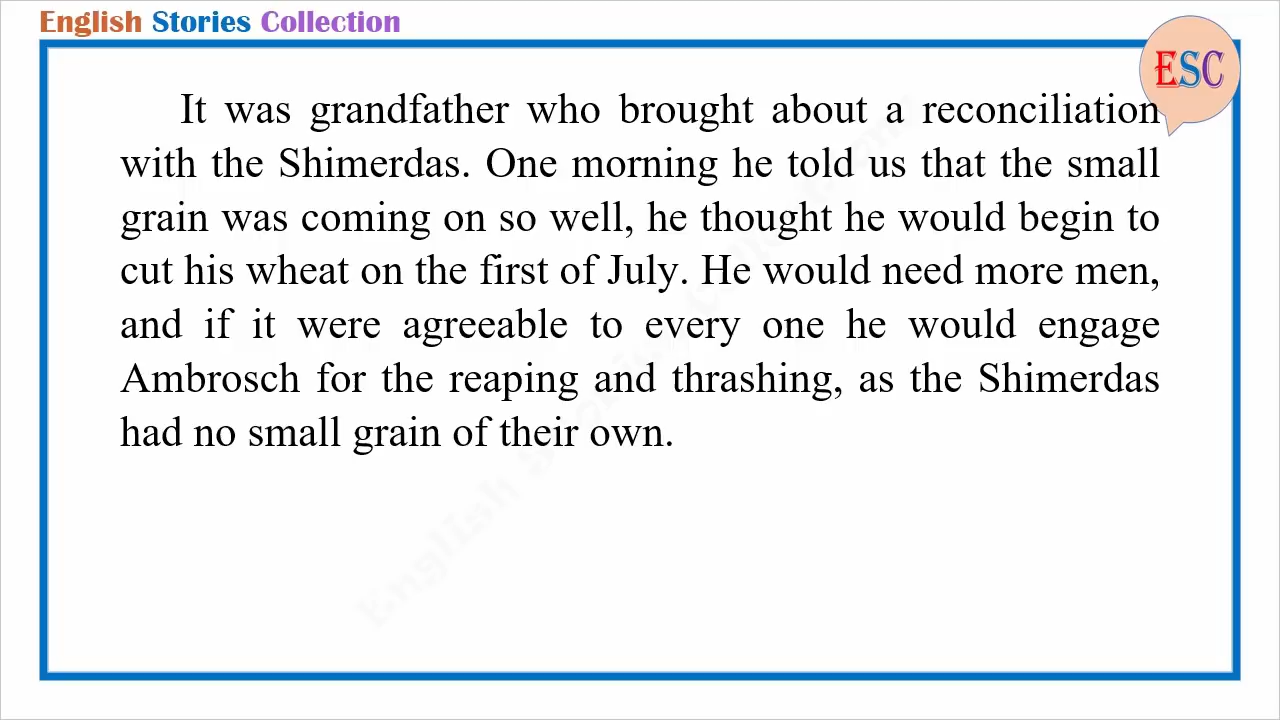 English Stories Collection
ESC
It was grandfather who brought about a reconciliation
with the Shimerdas. One morning he told us that the small
grain was coming on so well, he thought he would begin to
cut his wheat on the first of July. He would need more men,
and if it were agreeable to every one he would engage
Ambrosch for the reaping and thrashing, as the Shimerdas
had no small grain of their own.
English Stories Collections